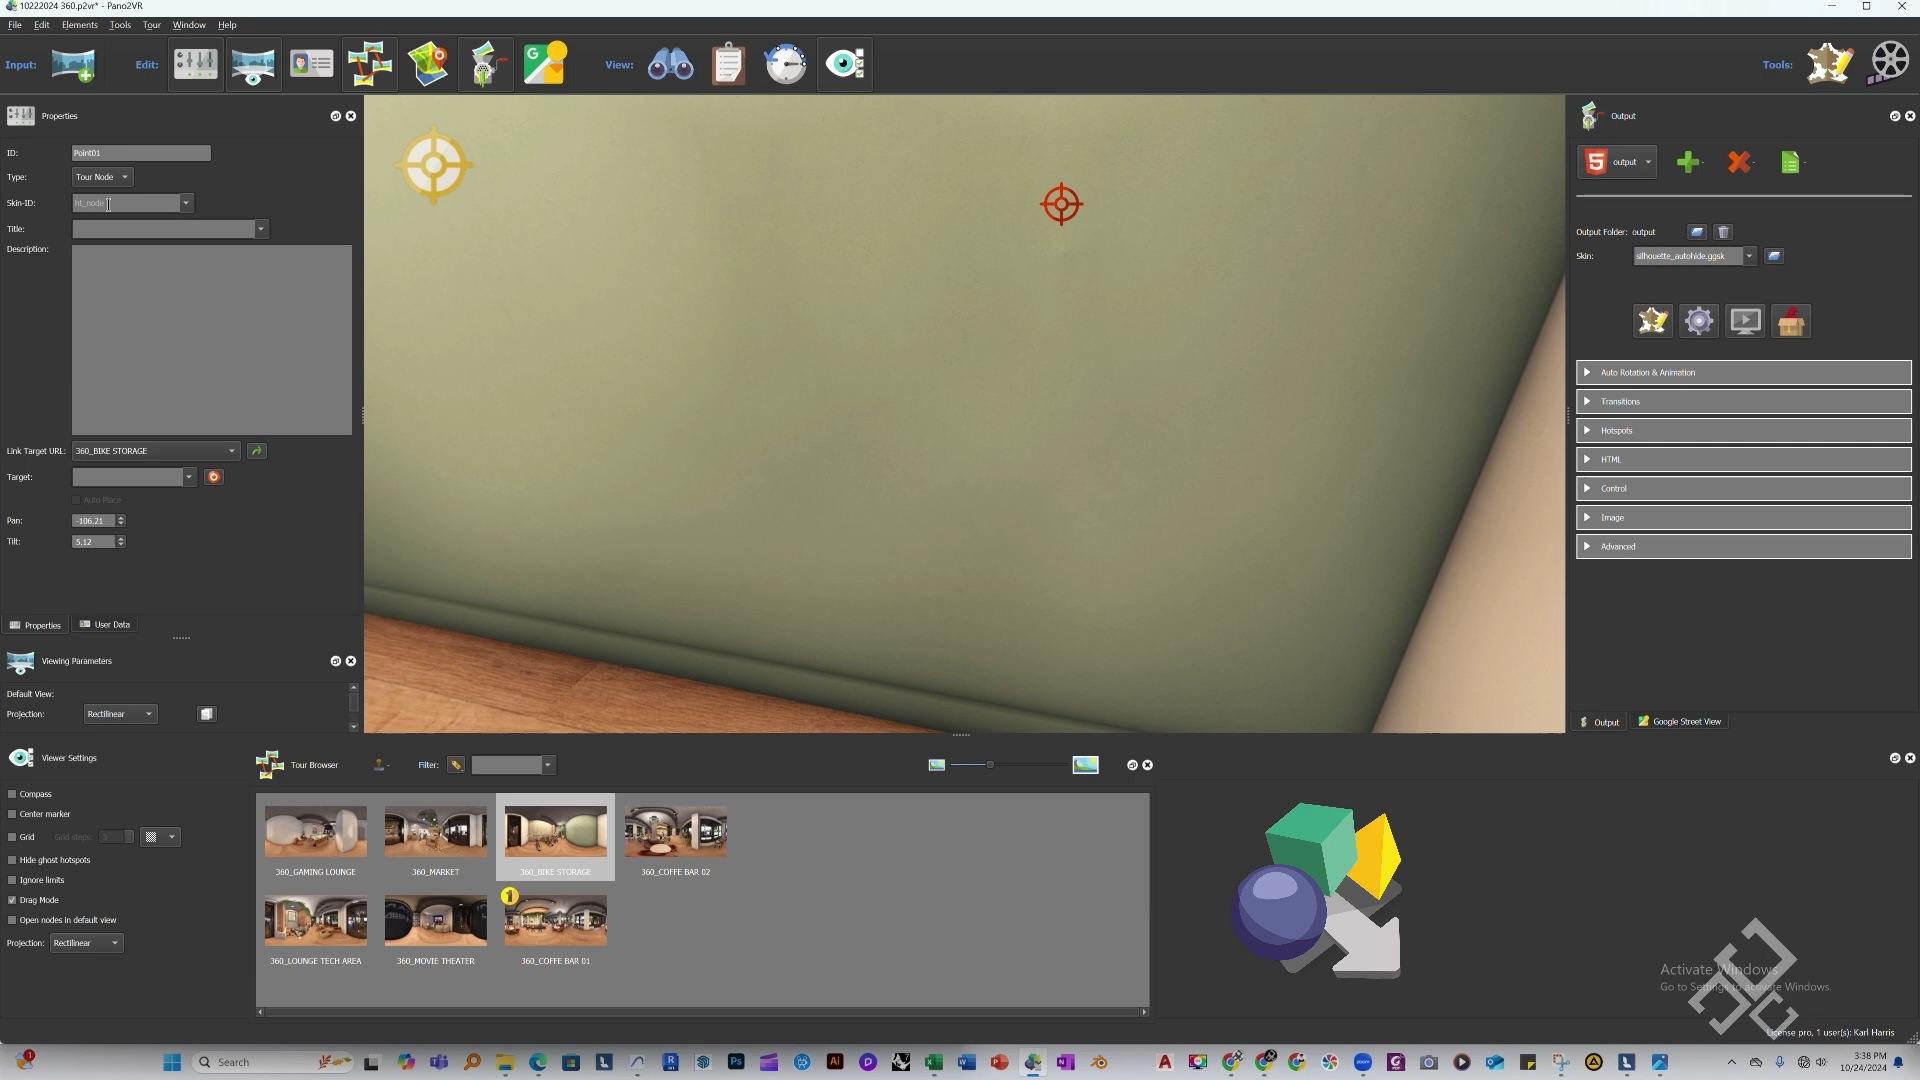 10222024 360.p2vr* - Pano2VR
File Edit Elements Tools Tour Window Help
Input: Edit: View: Tools:
Properties
ID: Point01
Type: Tour Node
Skin-ID: ht_node
Title:
Description:
Link Target URL: 360_BIKE STORAGE
Target:
Auto Place
Pan: -106.21
Tilt: 5.12
Properties User Data
Viewing Parameters
Default View:
Projection: Rectilinear
Viewer Settings
Compass
Center marker
Grid Grid steps: 3
Hide ghost hotspots
Ignore limits
Drag Mode
Open nodes in default view
Projection: Rectilinear
Tour Browser Filter:
360_GAMING LOUNGE 360_MARKET 360_BIKE STORAGE 360_COFFE BAR 02
1
360_LOUNGE TECH AREA 360_MOVIE THEATER 360_COFFE BAR 01
Output
output
Output Folder: output
Skin: silhouette_autohide.ggsk
Auto Rotation & Animation
Transitions
Hotspots
HTML
Control
Image
Advanced
Output Google Street View
Activate Windows
Go to Settings to activate Windows.
License pro, 1 user(s): Karl Harris
Search
3:38 PM
10/24/2024